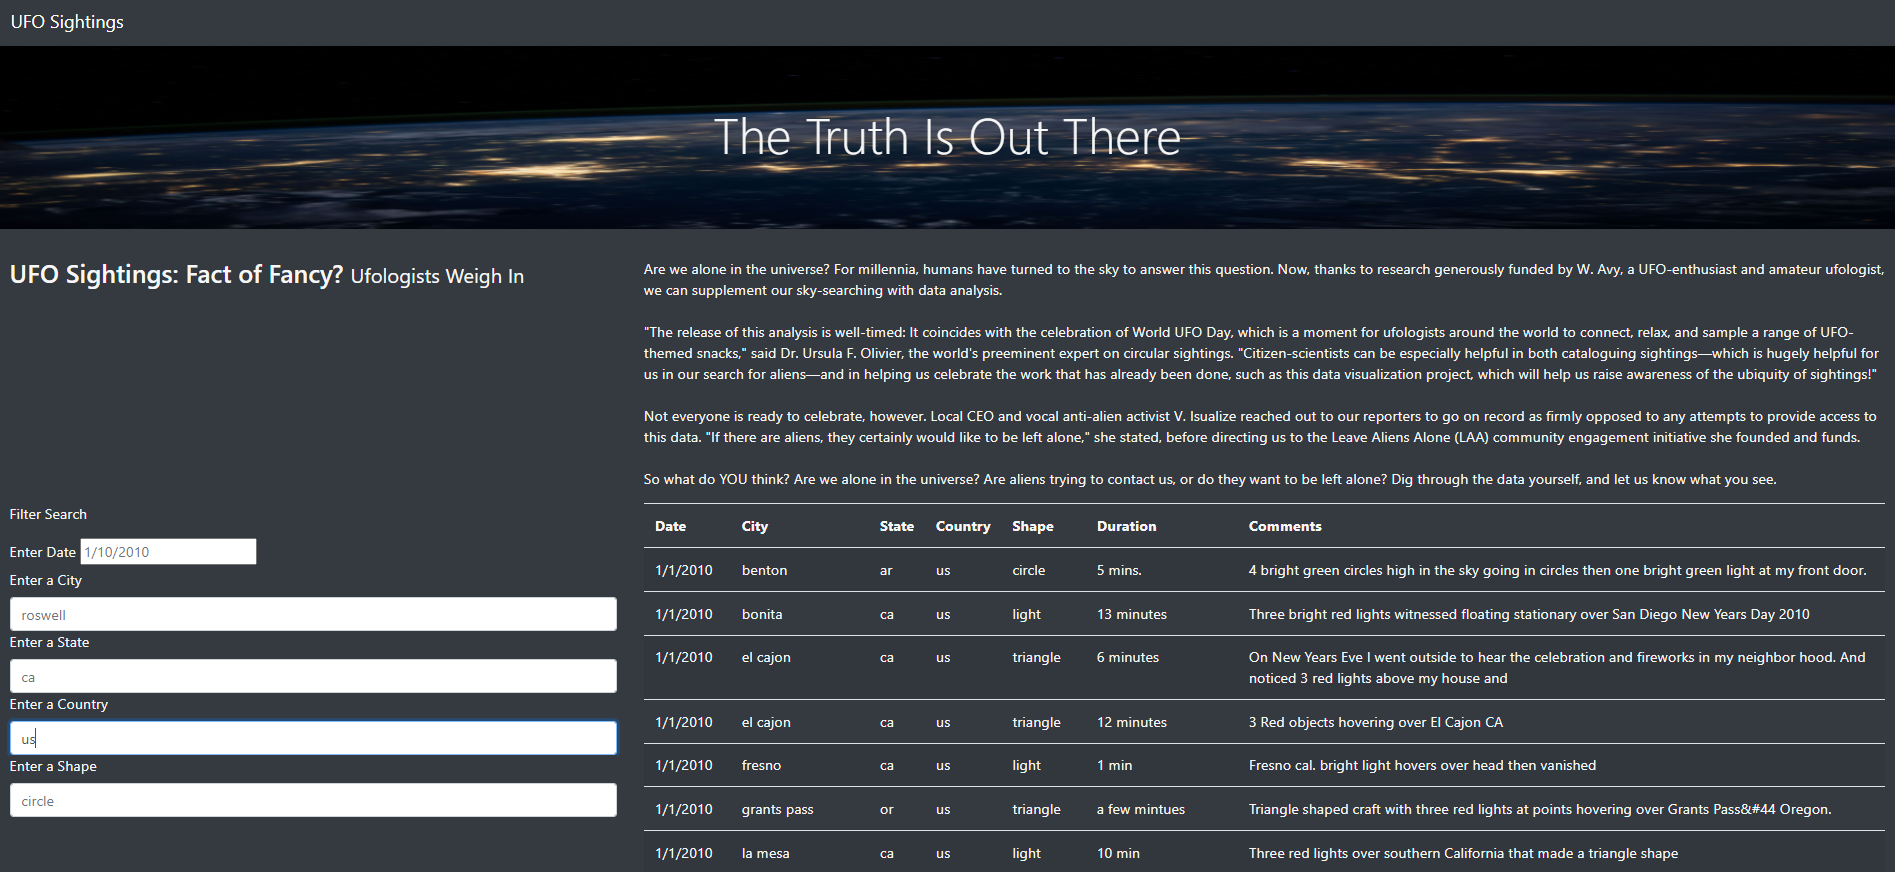 UFO Sightings
The Truth Is Out There
UFO Sightings: Fact of Fancy? Ufologists Weigh In
Are we alone in the universe? For millennia, humans have turned to the sky to answer this question. Now, thanks to research generously funded by W. Avy, a UFO-enthusiast and amateur ufologist,
we can supplement our sky-searching with data analysis.
"The release of this analysis is well-timed: It coincides with the celebration of World UFO Day, which is a moment for ufologists around the world to connect, relax, and sample a range of UFO-
themed snacks," said Dr. Ursula F. Olivier, the world's preeminent expert on circular sightings. "Citizen-scientists can be especially helpful in both cataloguing sightings—which is hugely helpful for
us in our search for aliens—and in helping us celebrate the work that has already been done, such as this data visualization project, which will help us raise awareness of the ubiquity of sightings!"
Not everyone is ready to celebrate, however. Local CEO and vocal anti-alien activist V. Isualize reached out to our reporters to go on record as firmly opposed to any attempts to provide access to
this data. "If there are aliens, they certainly would like to be left alone," she stated, before directing us to the Leave Aliens Alone (LAA) community engagement initiative she founded and funds.
So what do YOU think? Are we alone in the universe? Are aliens trying to contact us, or do they want to be left alone? Dig through the data yourself, and let us know what you see.
Filter Search
Enter Date 1/10/2010
Enter a City
roswell
Enter a State
ca
Enter a Country
us
Enter a Shape
circle
Date City State Country Shape Duration Comments
1/1/2010 benton ar us circle 5 mins. 4 bright green circles high in the sky going in circles then one bright green light at my front door.
1/1/2010 bonita ca us light 13 minutes Three bright red lights witnessed floating stationary over San Diego New Years Day 2010
1/1/2010 el cajon ca us triangle 6 minutes On New Years Eve I went outside to hear the celebration and fireworks in my neighbor hood. And
noticed 3 red lights above my house and
1/1/2010 el cajon ca us triangle 12 minutes 3 Red objects hovering over El Cajon CA
1/1/2010 fresno ca us light 1 min Fresno cal. bright light hovers over head then vanished
1/1/2010 grants pass or us triangle a few mintues Triangle shaped craft with three red lights at points hovering over Grants Pass&#44 Oregon.
1/1/2010 la mesa ca us light 10 min Three red lights over southern California that made a triangle shape